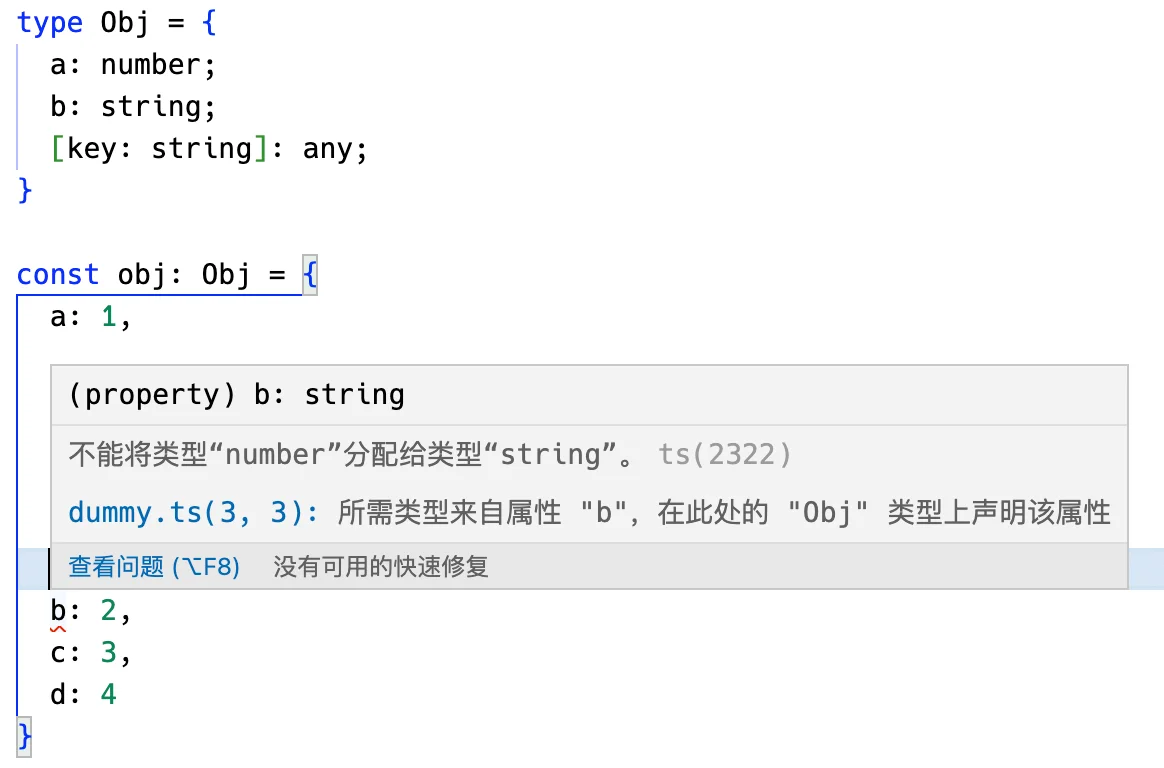 type Obj = {
  a: number;
  b: string;
  [key: string]: any;
}
const obj: Obj = {
  a: 1,
(property) b: string
不能将类型“number”分配给类型“string”。 ts(2322)
dummy.ts(3, 3): 所需类型来自属性 "b"，在此处的 "Obj" 类型上声明该属性
查看问题 (⌥F8) 没有可用的快速修复
  b: 2,
  c: 3,
  d: 4
}